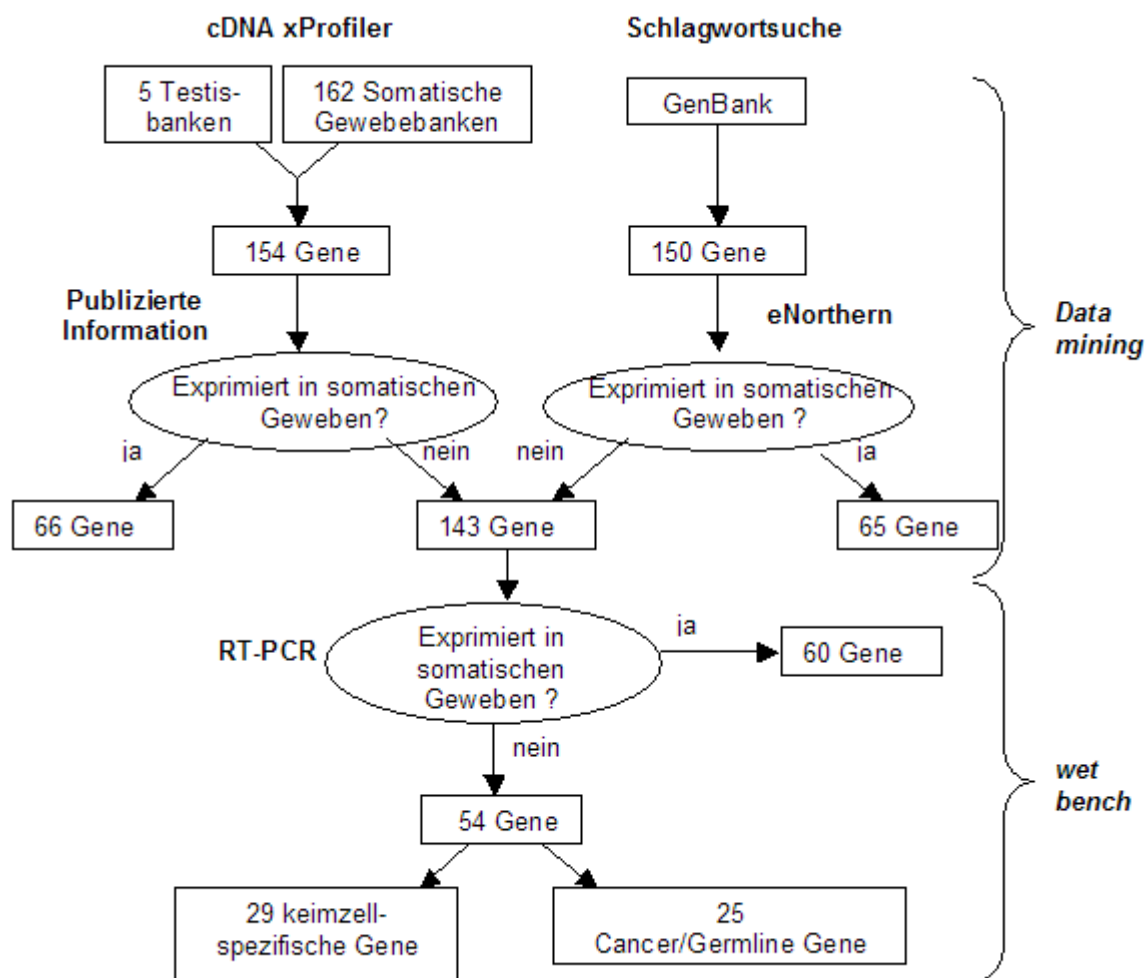 cDNA xProfiler
Schlagwortsuche
5 Testis-
banken
162 Somatische
Gewebebanken
GenBank
154 Gene
150 Gene
Publizierte
Information
eNorthern
Data
mining
Exprimiert in somatischen
Geweben?
Exprimiert in somatischen
Geweben ?
ja
nein
nein
ja
66 Gene
143 Gene
65 Gene
RT-PCR
Exprimiert in
somatischen
Geweben ?
ja
60 Gene
nein
wet
bench
54 Gene
29 keimzell-
spezifische Gene
25
Cancer/Germline Gene